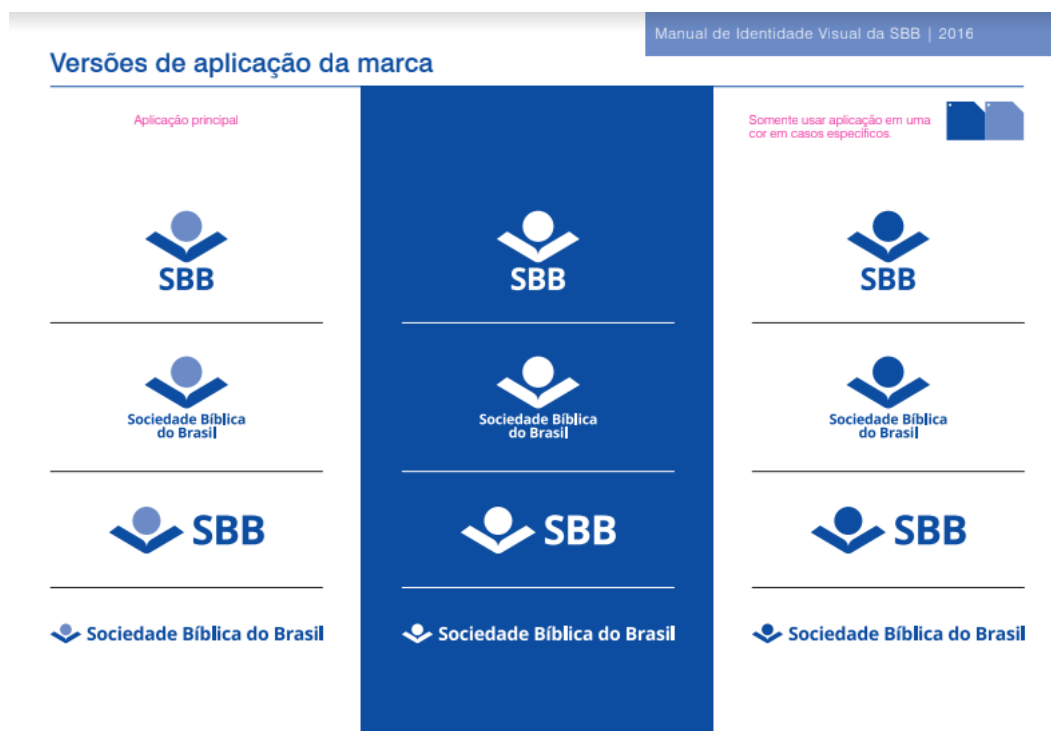 Manual de Identidade Visual da SBB | 2016
Versões de aplicação da marca
Aplicação principal
Somente usar aplicação em uma
cor em casos específicos.
SBB
SBB
SBB
Sociedade Bíblica
do Brasil
Sociedade Bíblica
do Brasil
Sociedade Bíblica
do Brasil
SBB
SBB
SBB
Sociedade Bíblica do Brasil
Sociedade Bíblica do Brasil
Sociedade Bíblica do Brasil